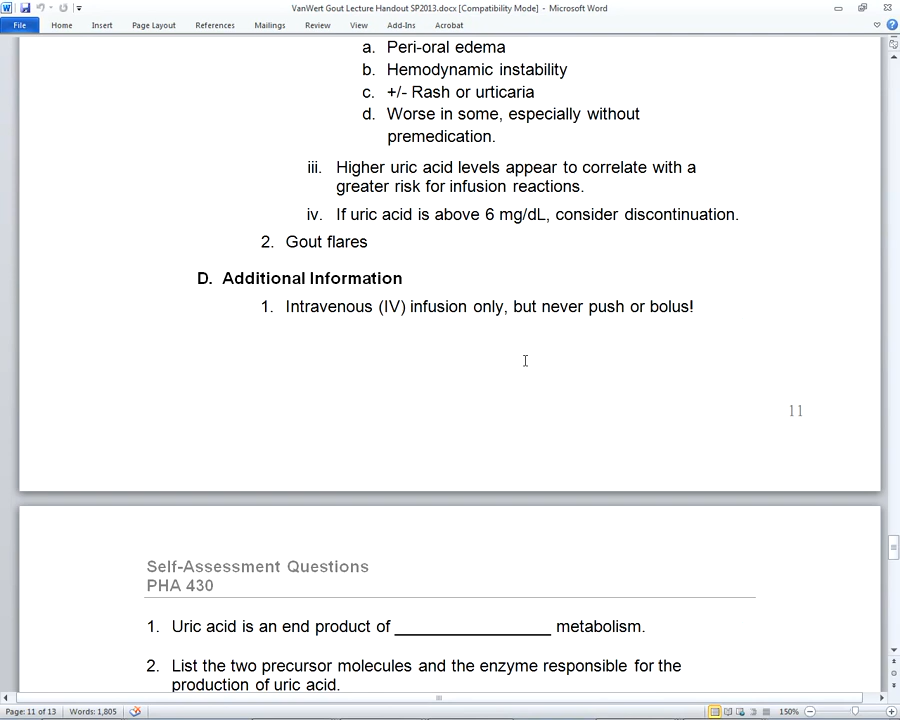 VanWert Gout Lecture Handout SP2013.docx [Compatibility Mode] - Microsoft Word
File Home Insert Page Layout References Mailings Review View Add-Ins Acrobat
a. Peri-oral edema
b. Hemodynamic instability
c. +/- Rash or urticaria
d. Worse in some, especially without
premedication.
iii. Higher uric acid levels appear to correlate with a
greater risk for infusion reactions.
iv. If uric acid is above 6 mg/dL, consider discontinuation.
2. Gout flares
D. Additional Information
1. Intravenous (IV) infusion only, but never push or bolus!
11
Self-Assessment Questions
PHA 430
1. Uric acid is an end product of _________________ metabolism.
2. List the two precursor molecules and the enzyme responsible for the
production of uric acid.
Page: 11 of 13 Words: 1,805 150%